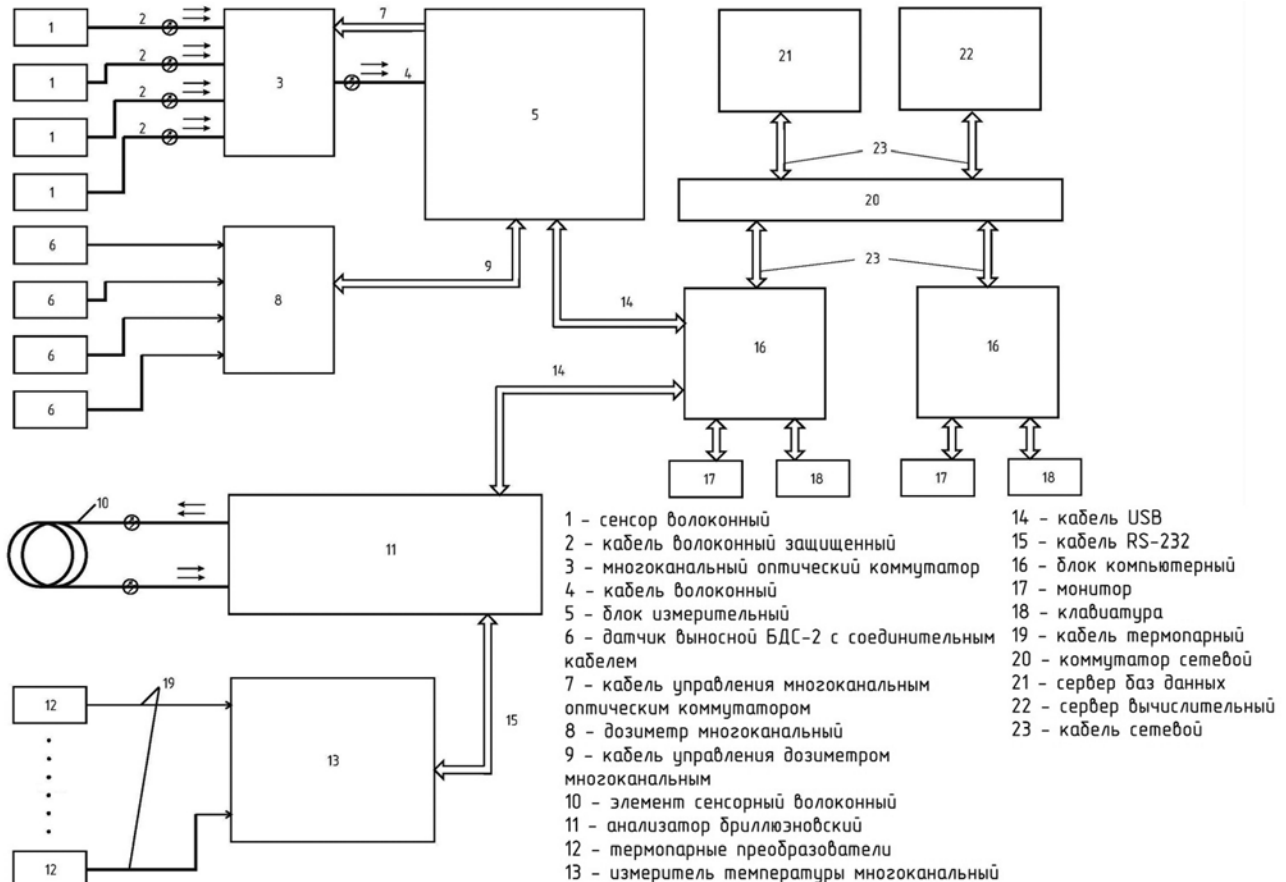 1
2
7
3
4
5
21
22
1
2
1
2
1
2
23
20
6
6
8
9
6
6
23
14
16
16
14
17
18
17
18
10
11
12
19
13
15
12
1 – сенсор волоконный
2 – кабель волоконный защищенный
3 – многоканальный оптический коммутатор
4 – кабель волоконный
5 – блок измерительный
6 – датчик выносной БДС-2 с соединительным
кабелем
7 – кабель управления многоканальным
оптическим коммутатором
8 – дозиметр многоканальный
9 – кабель управления дозиметром
многоканальным
10 – элемент сенсорный волоконный
11 – анализатор бриллюэновский
12 – термопарные преобразователи
13 – измеритель температуры многоканальный
14 – кабель USB
15 – кабель RS-232
16 – блок компьютерный
17 – монитор
18 – клавиатура
19 – кабель термопарный
20 – коммутатор сетевой
21 – сервер баз данных
22 – сервер вычислительный
23 – кабель сетевой